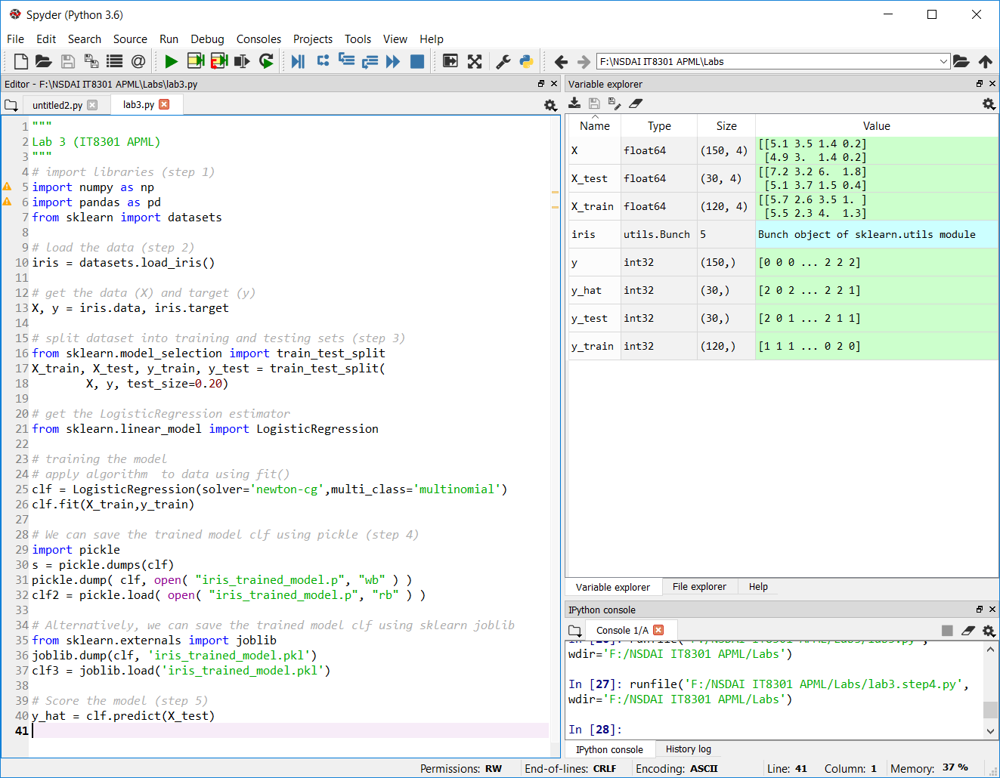 Spyder (Python 3.6)
File Edit Search Source Run Debug Consoles Projects Tools View Help
F:\NSDAI IT8301 APML\Labs
Editor - F:\NSDAI IT8301 APML\Labs\lab3.py
untitled2.py lab3.py
1 """
2 Lab 3 (IT8301 APML)
3 """
4 # import libraries (step 1)
5 import numpy as np
6 import pandas as pd
7 from sklearn import datasets
8
9 # load the data (step 2)
10 iris = datasets.load_iris()
11
12 # get the data (X) and target (y)
13 X, y = iris.data, iris.target
14
15 # split dataset into training and testing sets (step 3)
16 from sklearn.model_selection import train_test_split
17 X_train, X_test, y_train, y_test = train_test_split(
18         X, y, test_size=0.20)
19
20 # get the LogisticRegression estimator
21 from sklearn.linear_model import LogisticRegression
22
23 # training the model
24 # apply algorithm  to data using fit()
25 clf = LogisticRegression(solver='newton-cg',multi_class='multinomial')
26 clf.fit(X_train,y_train)
27
28 # We can save the trained model clf using pickle (step 4)
29 import pickle
30 s = pickle.dumps(clf)
31 pickle.dump( clf, open( "iris_trained_model.p", "wb" ) )
32 clf2 = pickle.load( open( "iris_trained_model.p", "rb" ) )
33
34 # Alternatively, we can save the trained model clf using sklearn joblib
35 from sklearn.externals import joblib
36 joblib.dump(clf, 'iris_trained_model.pkl')
37 clf3 = joblib.load('iris_trained_model.pkl')
38
39 # Score the model (step 5)
40 y_hat = clf.predict(X_test)
41
Variable explorer
Name Type Size Value
X float64 (150, 4) [[5.1 3.5 1.4 0.2]
[4.9 3.  1.4 0.2]
X_test float64 (30, 4) [[7.2 3.2 6.  1.8]
[5.1 3.7 1.5 0.4]
X_train float64 (120, 4) [[5.7 2.6 3.5 1. ]
[5.5 2.3 4.  1.3]
iris utils.Bunch 5 Bunch object of sklearn.utils module
y int32 (150,) [0 0 0 ... 2 2 2]
y_hat int32 (30,) [2 0 2 ... 2 2 1]
y_test int32 (30,) [2 0 1 ... 2 1 1]
y_train int32 (120,) [1 1 1 ... 0 2 0]
Variable explorer File explorer Help
IPython console
Console 1/A
In [26]: runfile('F:/NSDAI IT8301 APML/Labs/lab3.py',
wdir='F:/NSDAI IT8301 APML/Labs')
In [27]: runfile('F:/NSDAI IT8301 APML/Labs/lab3.step4.py',
wdir='F:/NSDAI IT8301 APML/Labs')
In [28]:
IPython console History log
Permissions: RW End-of-lines: CRLF Encoding: ASCII Line: 41 Column: 1 Memory: 37 %